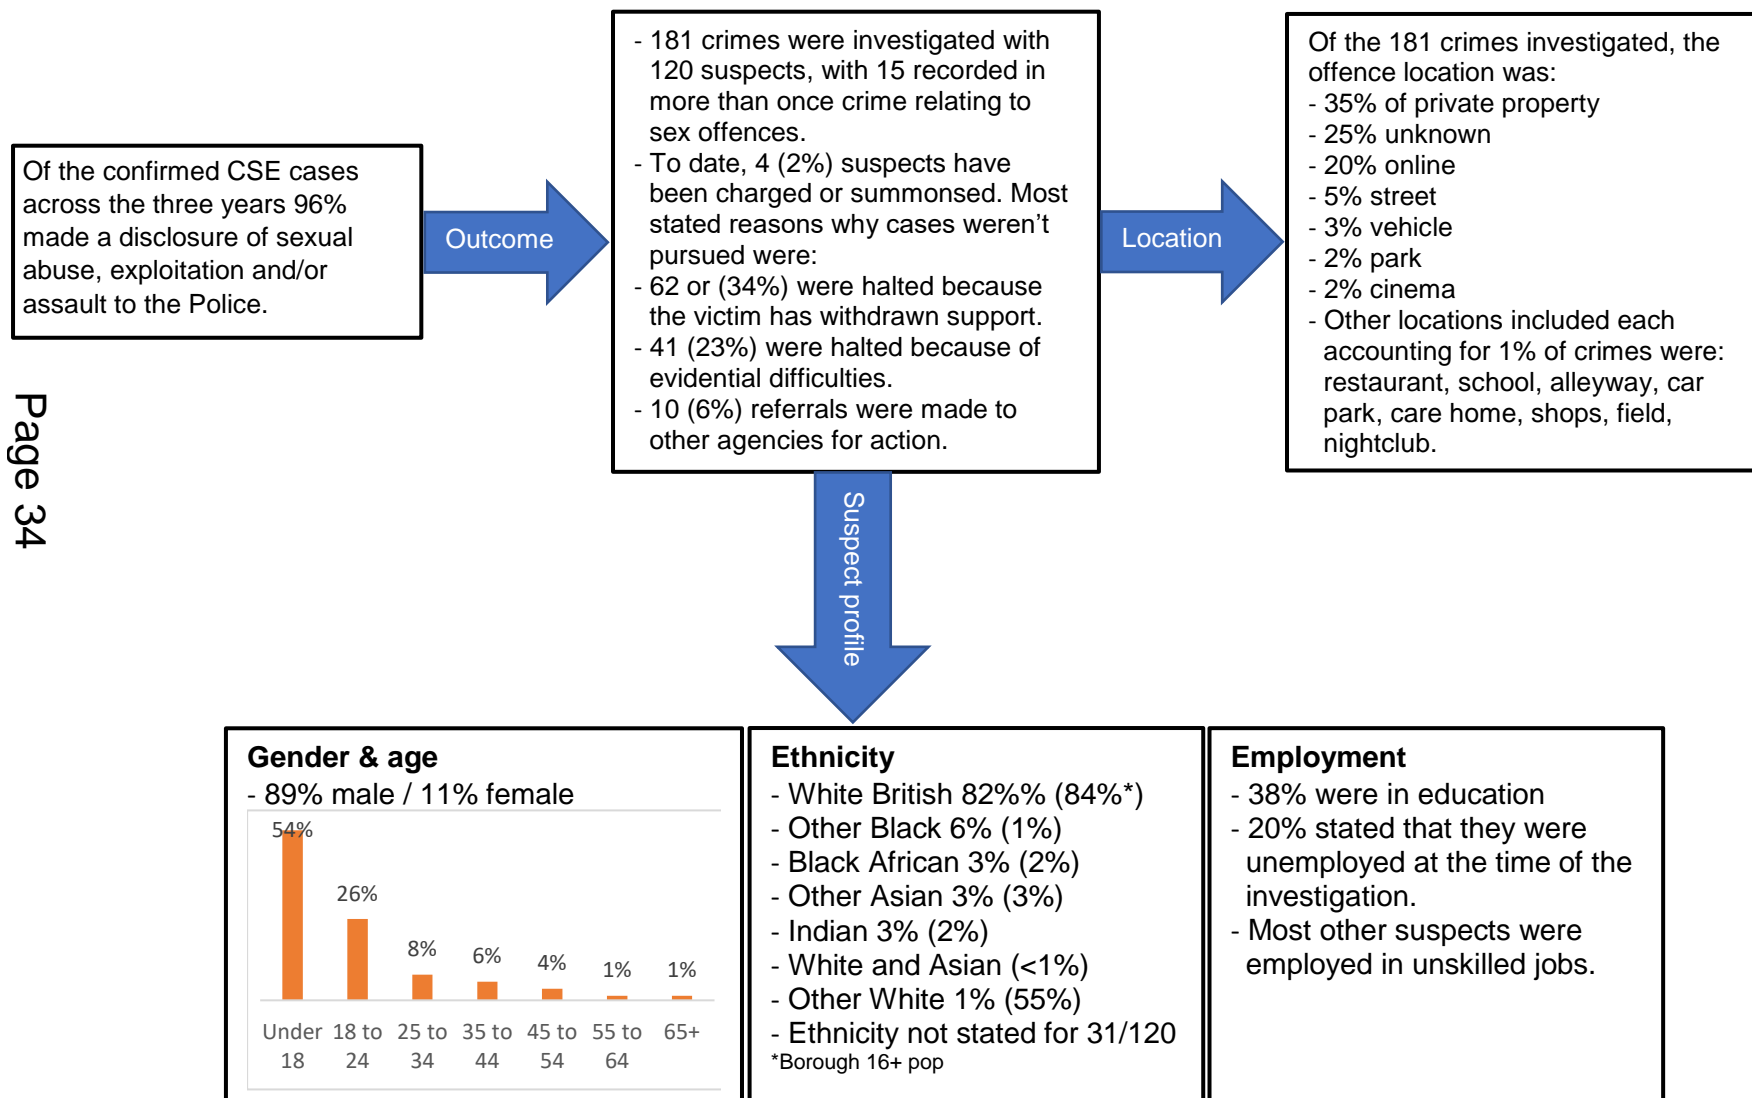 Of the confirmed CSE cases
across the three years 96%
made a disclosure of sexual
abuse, exploitation and/or
assault to the Police.
Outcome
- 181 crimes were investigated with
120 suspects, with 15 recorded in
more than once crime relating to
sex offences.
- To date, 4 (2%) suspects have
been charged or summonsed. Most
stated reasons why cases weren't
pursued were:
- 62 or (34%) were halted because
the victim has withdrawn support.
- 41 (23%) were halted because of
evidential difficulties.
- 10 (6%) referrals were made to
other agencies for action.
Location
Of the 181 crimes investigated, the
offence location was:
- 35% of private property
- 25% unknown
- 20% online
- 5% street
- 3% vehicle
- 2% park
- 2% cinema
- Other locations included each
accounting for 1% of crimes were:
restaurant, school, alleyway, car
park, care home, shops, field,
nightclub.
Page 34
Suspect profile
Gender & age
- 89% male / 11% female
54%
26%
8%
6%
4%
1%
1%
Under 18
18 to 24
25 to 34
35 to 44
45 to 54
55 to 64
65+
Ethnicity
- White British 82%% (84%*)
- Other Black 6% (1%)
- Black African 3% (2%)
- Other Asian 3% (3%)
- Indian 3% (2%)
- White and Asian (<1%)
- Other White 1% (55%)
- Ethnicity not stated for 31/120
*Borough 16+ pop
Employment
- 38% were in education
- 20% stated that they were
unemployed at the time of the
investigation.
- Most other suspects were
employed in unskilled jobs.